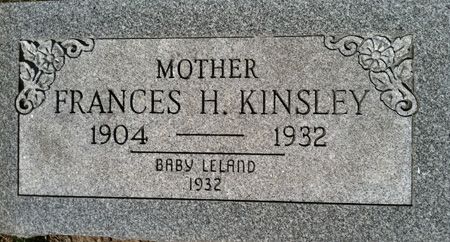 MOTHER
FRANCES H. KINSLEY
1904 — 1932
BABY LELAND
1932